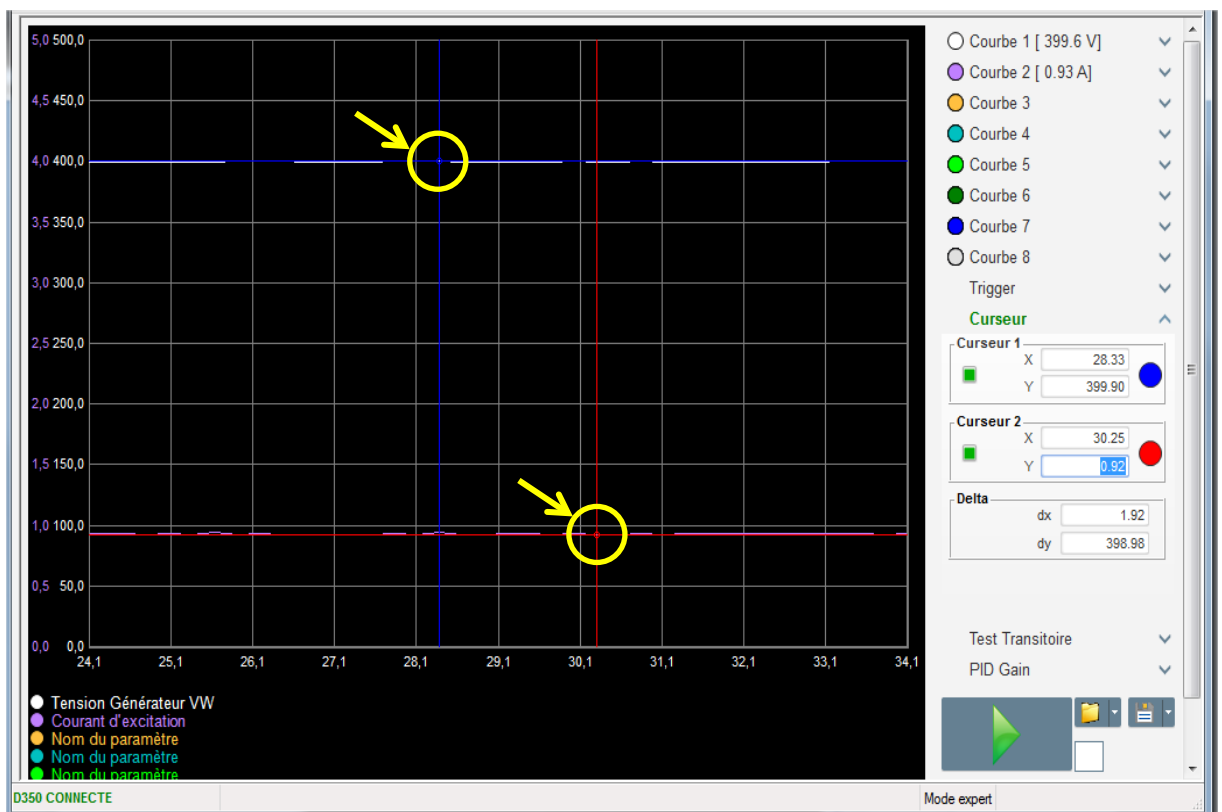 5,0 500,0
4,5 450,0
4,0 400,0
3,5 350,0
3,0 300,0
2,5 250,0
2,0 200,0
1,5 150,0
1,0 100,0
0,5 50,0
0,0 0,0
24,1 25,1 26,1 27,1 28,1 29,1 30,1 31,1 32,1 33,1 34,1
Tension Générateur VW
Courant d'excitation
Nom du paramètre
Nom du paramètre
Nom du paramètre
Courbe 1 [ 399.6 V]
Courbe 2 [ 0.93 A]
Courbe 3
Courbe 4
Courbe 5
Courbe 6
Courbe 7
Courbe 8
Trigger
Curseur
Curseur 1
X 28.33
Y 399.90
Curseur 2
X 30.25
Y 0.92
Delta
dx 1.92
dy 398.98
Test Transitoire
PID Gain
D350 CONNECTE
Mode expert